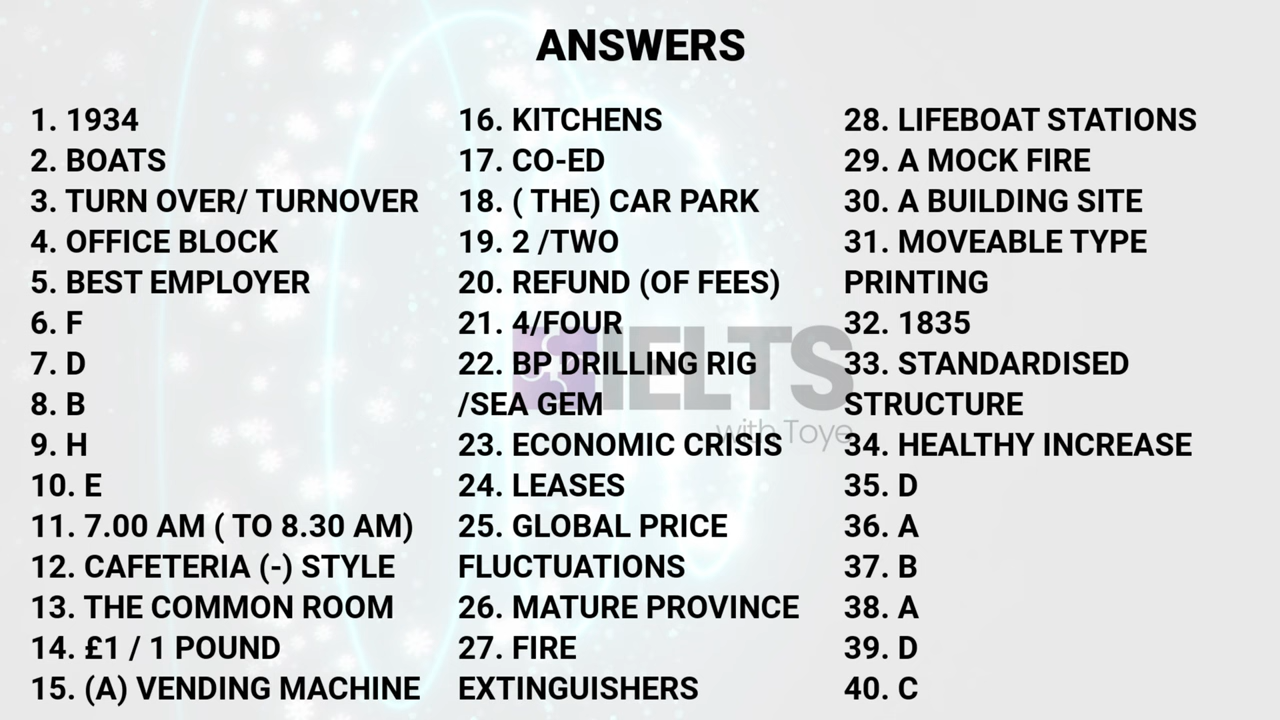 ANSWERS
1. 1934
2. BOATS
3. TURN OVER/ TURNOVER
4. OFFICE BLOCK
5. BEST EMPLOYER
6. F
7. D
8. B
9. H
10. E
11. 7.00 AM ( TO 8.30 AM)
12. CAFETERIA (-) STYLE
13. THE COMMON ROOM
14. £1 / 1 POUND
15. (A) VENDING MACHINE
16. KITCHENS
17. CO-ED
18. ( THE) CAR PARK
19. 2 /TWO
20. REFUND (OF FEES)
21. 4/FOUR
22. BP DRILLING RIG
/SEA GEM
23. ECONOMIC CRISIS
24. LEASES
25. GLOBAL PRICE
FLUCTUATIONS
26. MATURE PROVINCE
27. FIRE
EXTINGUISHERS
28. LIFEBOAT STATIONS
29. A MOCK FIRE
30. A BUILDING SITE
31. MOVEABLE TYPE
PRINTING
32. 1835
33. STANDARDISED
STRUCTURE
34. HEALTHY INCREASE
35. D
36. A
37. B
38. A
39. D
40. C
IELTS
with Toye